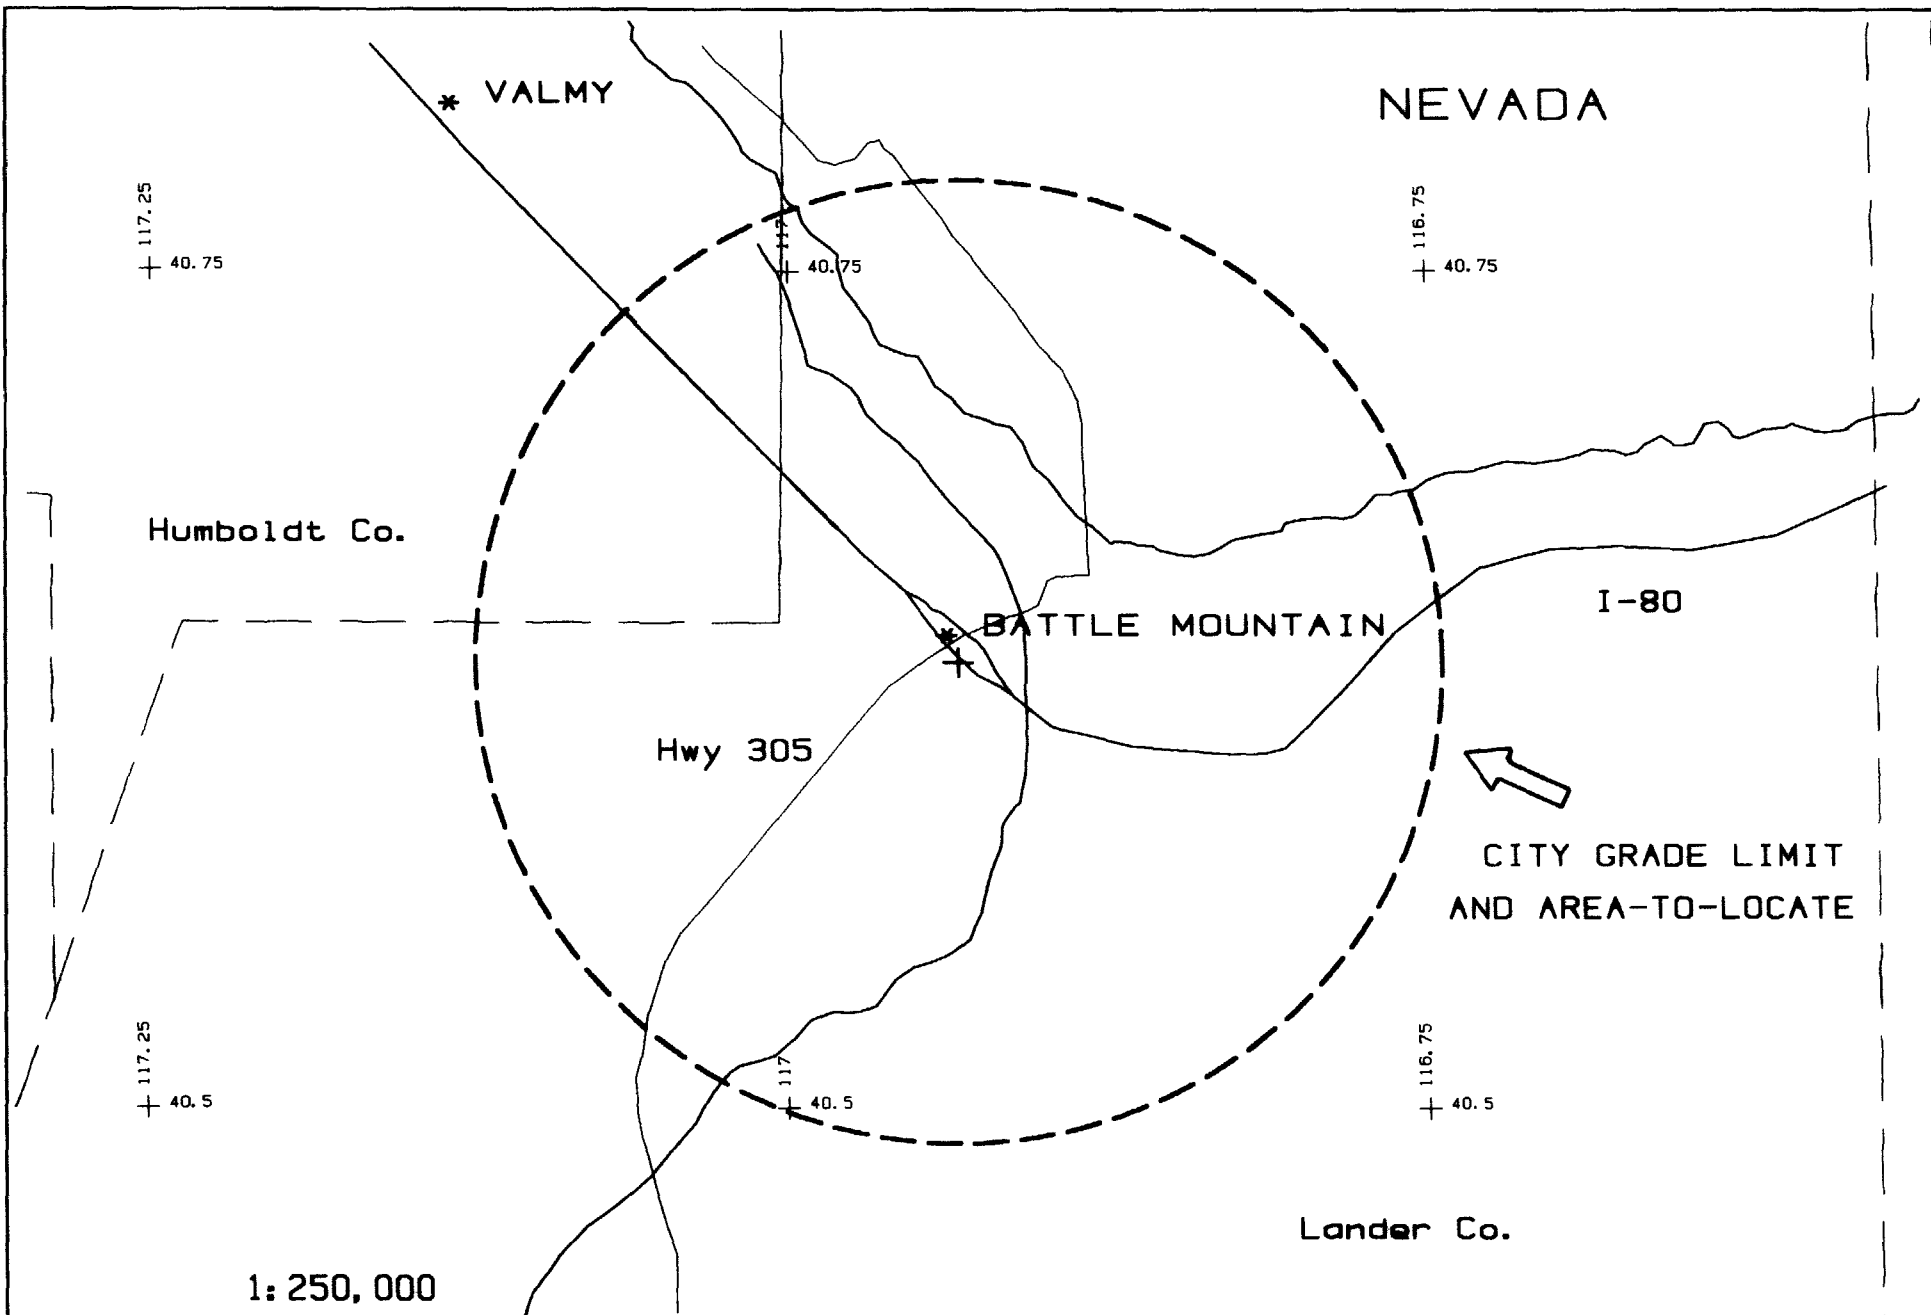 VALMY
NEVADA
117.25
40.75
117
40.75
116.75
40.75
Humboldt Co.
I-80
BATTLE MOUNTAIN
Hwy 305
CITY GRADE LIMIT
AND AREA-TO-LOCATE
117.25
40.5
117
40.5
116.75
40.5
Lander Co.
1:250,000